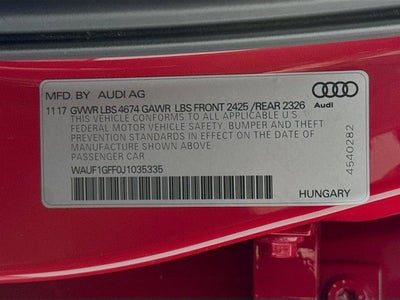 MFD. BY AUDI AG
11 17 GVWR LBS 4674 GAWR LBS FRONT 2425 /REAR 2326
THIS VEHICLE CONFORMS TO ALL APPLICABLE U S
FEDERAL MOTOR VEHICLE SAFETY, BUMPER AND THEFT
PREVENTION STANDARDS IN EFFECT ON THE DATE OF
MANUFACTURE SHOWN ABOVE.
PASSENGER CAR
WAUF1GFF0J1035335
HUNGARY
Audi
4540282